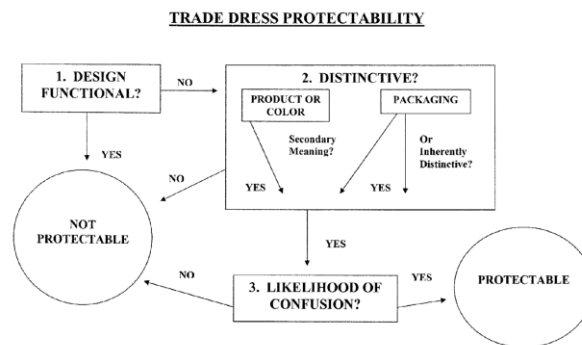 TRADE DRESS PROTECTABILITY
1. DESIGN
FUNCTIONAL?
NO
2. DISTINCTIVE?
PRODUCT OR
COLOR
PACKAGING
Secondary
Meaning?
Or
Inherently
Distinctive?
YES
NO
YES
YES
NOT
PROTECTABLE
YES
NO
3. LIKELIHOOD OF
CONFUSION?
YES
PROTECTABLE